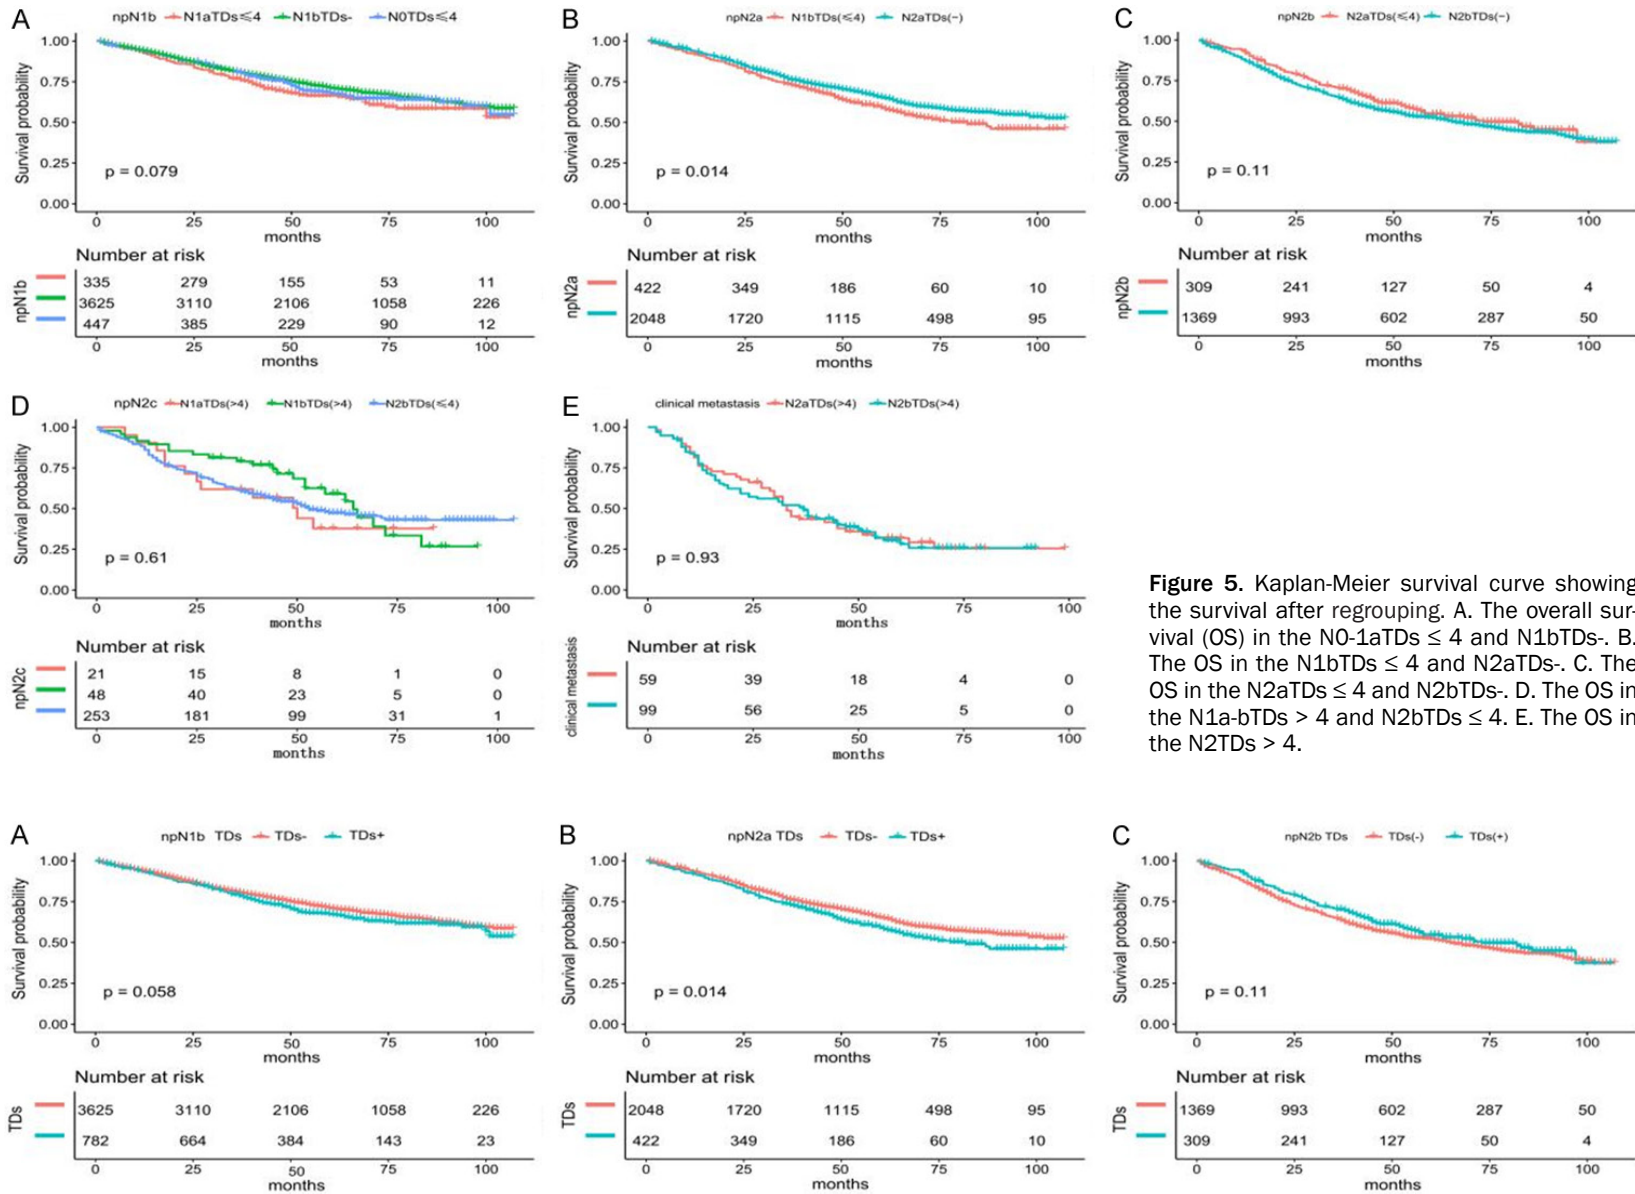 A
npN1b N1aTDs≤4 N1bTDs- N0TDs≤4
Survival probability
1.00
0.75
0.50
0.25
0.00
p = 0.079
0 25 50 75 100
months
Number at risk
npN1b
335 279 155 53 11
3625 3110 2106 1058 226
447 385 229 90 12
0 25 50 75 100
months
B
npN2a N1bTDs(≤4) N2aTDs(−)
Survival probability
1.00
0.75
0.50
0.25
0.00
p = 0.014
0 25 50 75 100
months
Number at risk
npN2a
422 349 186 60 10
2048 1720 1115 498 95
0 25 50 75 100
months
C
npN2b N2aTDs(≤4) N2bTDs(−)
Survival probability
1.00
0.75
0.50
0.25
0.00
p = 0.11
0 25 50 75 100
months
Number at risk
npN2b
309 241 127 50 4
1369 993 602 287 50
0 25 50 75 100
months
D
npN2c N1aTDs(>4) N1bTDs(>4) N2bTDs(≤4)
Survival probability
1.00
0.75
0.50
0.25
0.00
p = 0.61
0 25 50 75 100
months
Number at risk
npN2c
21 15 8 1 0
48 40 23 5 0
253 181 99 31 1
0 25 50 75 100
months
E
clinical metastasis N2aTDs(>4) N2bTDs(>4)
Survival probability
1.00
0.75
0.50
0.25
0.00
p = 0.93
0 25 50 75 100
months
Number at risk
clinical metastasis
59 39 18 4 0
99 56 25 5 0
0 25 50 75 100
months
Figure 5. Kaplan-Meier survival curve showing
the survival after regrouping. A. The overall sur-
vival (OS) in the N0-1aTDs ≤ 4 and N1bTDs-. B.
The OS in the N1bTDs ≤ 4 and N2aTDs-. C. The
OS in the N2aTDs ≤ 4 and N2bTDs-. D. The OS in
the N1a-bTDs > 4 and N2bTDs ≤ 4. E. The OS in
the N2TDs > 4.
A
npN1b TDs TDs- TDs+
Survival probability
1.00
0.75
0.50
0.25
0.00
p = 0.058
0 25 50 75 100
months
Number at risk
TDs
3625 3110 2106 1058 226
782 664 384 143 23
0 25 50 75 100
months
B
npN2a TDs TDs- TDs+
Survival probability
1.00
0.75
0.50
0.25
0.00
p = 0.014
0 25 50 75 100
months
Number at risk
TDs
2048 1720 1115 498 95
422 349 186 60 10
0 25 50 75 100
months
C
npN2b TDs TDs(-) TDs(+)
Survival probability
1.00
0.75
0.50
0.25
0.00
p = 0.11
0 25 50 75 100
months
Number at risk
TDs
1369 993 602 287 50
309 241 127 50 4
0 25 50 75 100
months